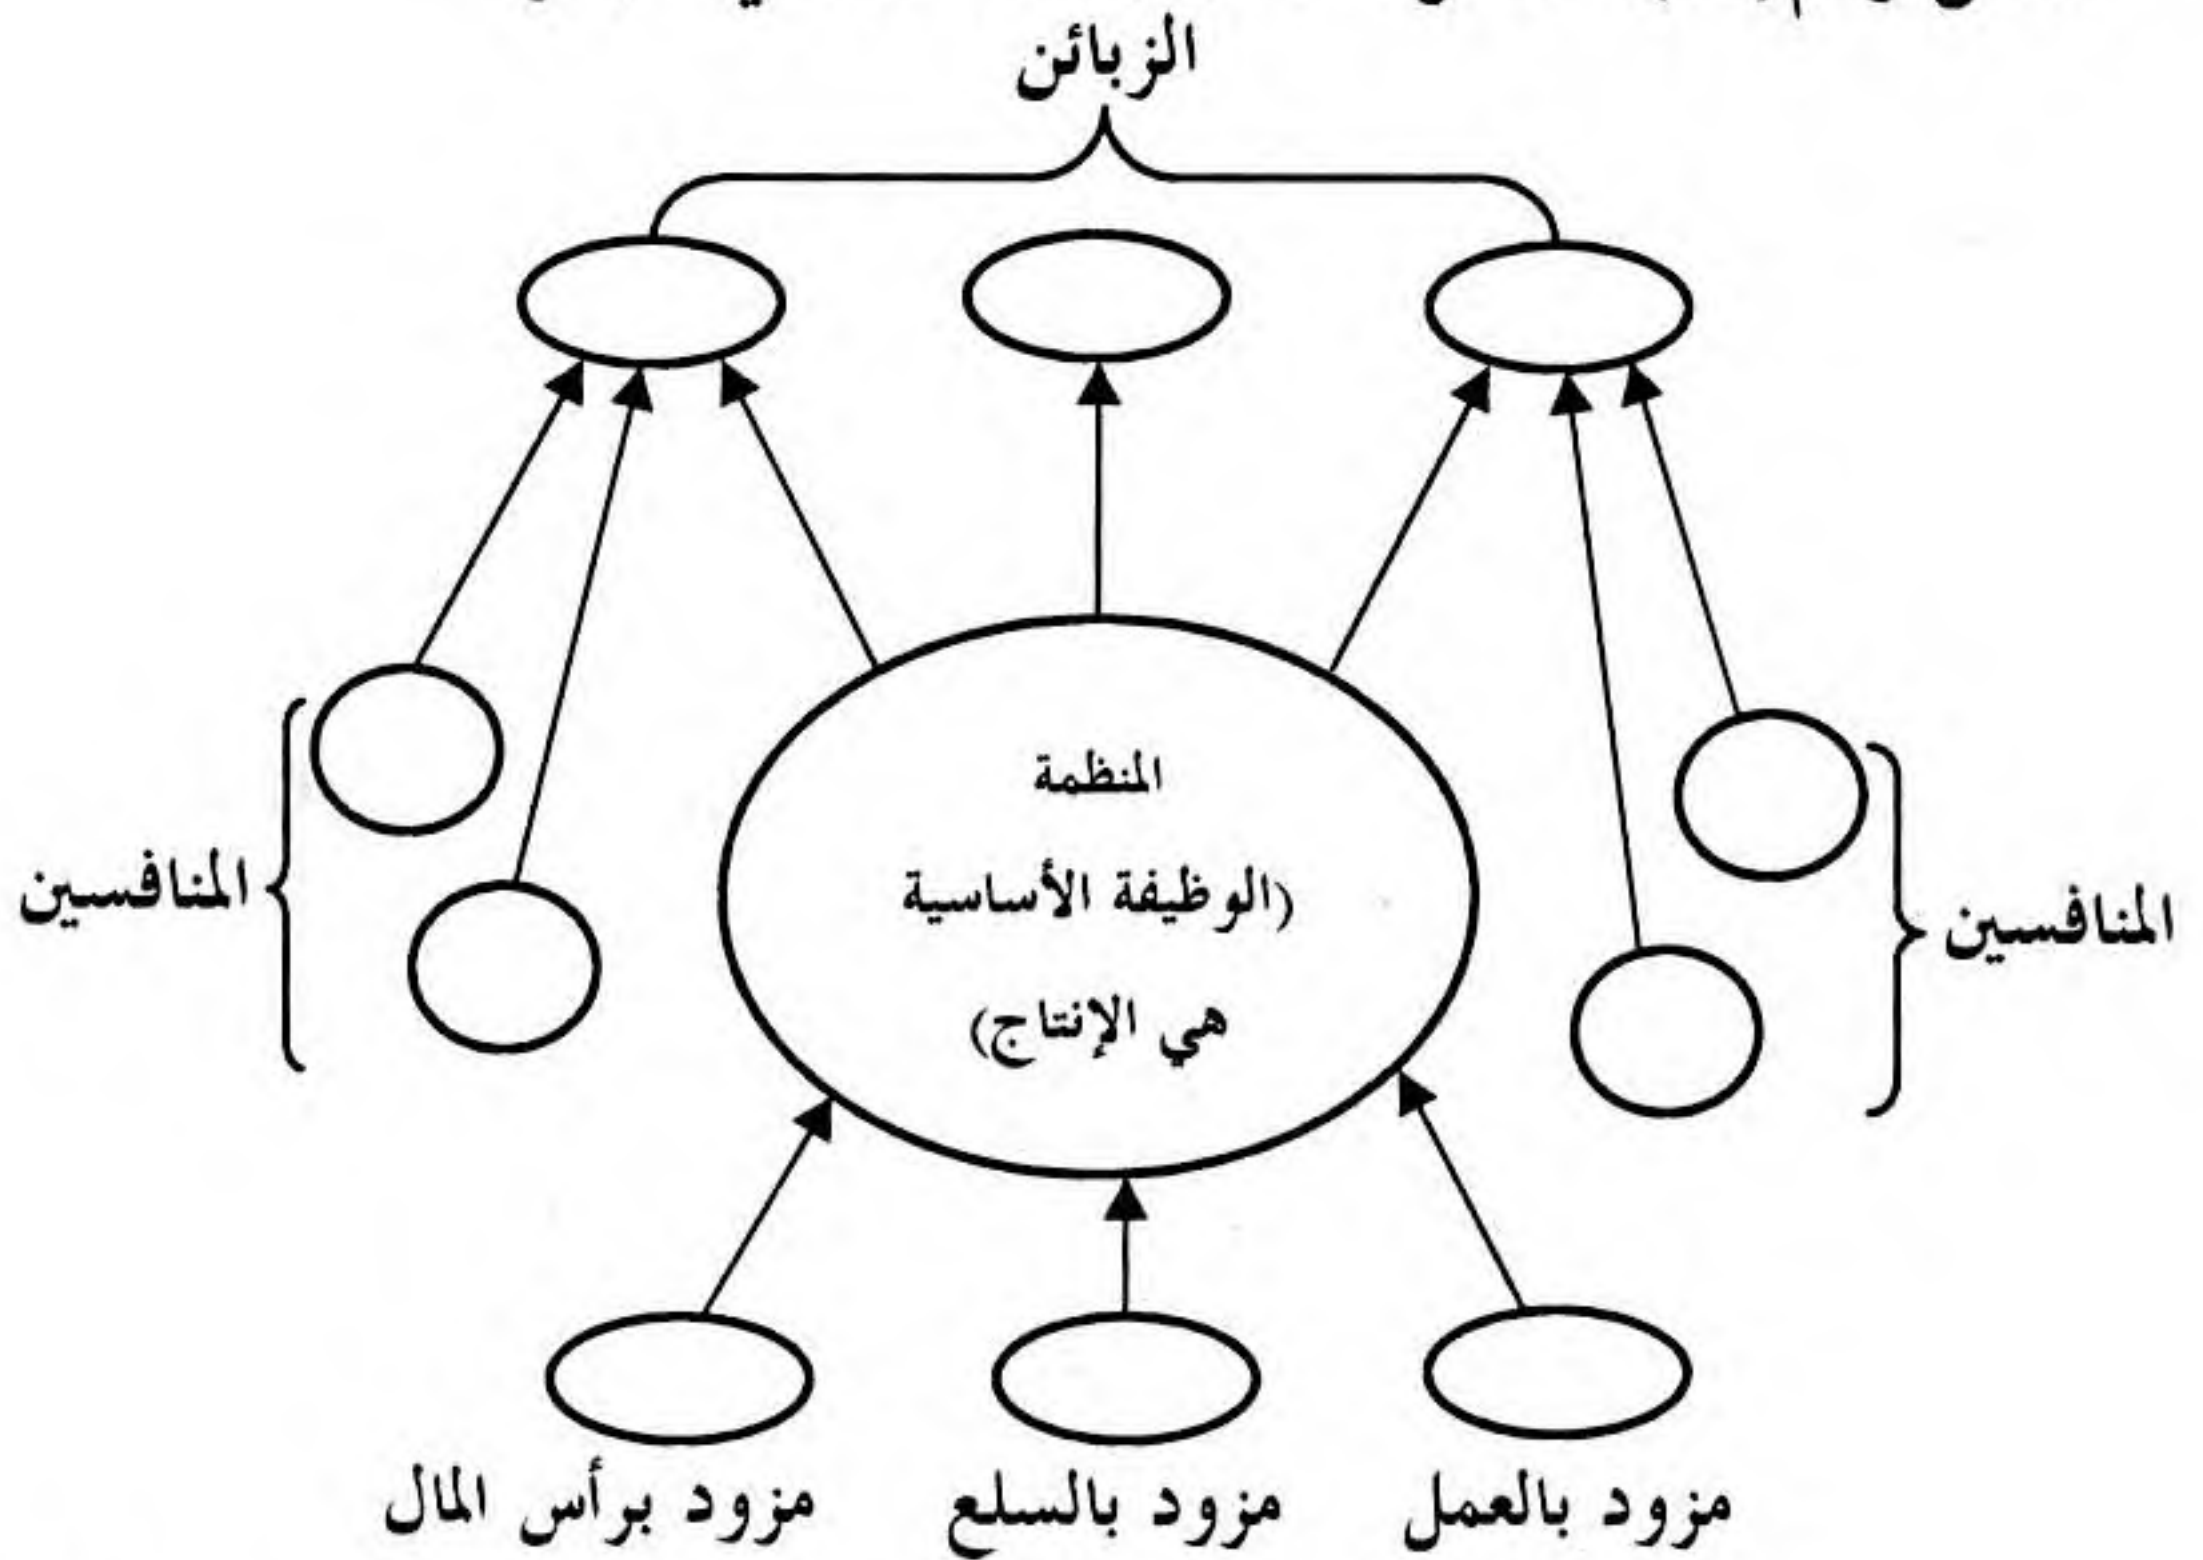 الزبائن
المنظمة
(الوظيفة الأساسية
هي الإنتاج)
المنافسين
المنافسين
مزود بالعمل
مزود بالسلع
مزود برأس المال